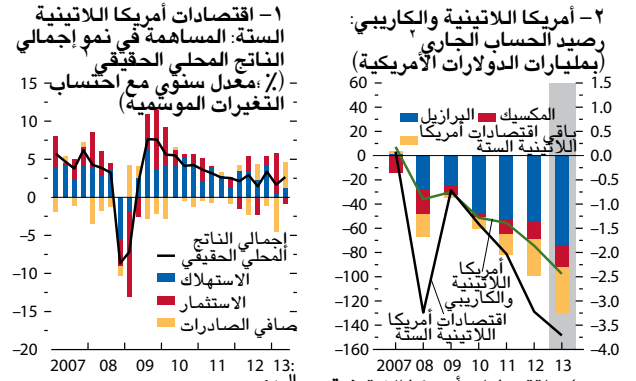 ١– اقتصادات أمريكا اللاتينية
الستة: المساهمة في نمو إجمالي
الناتج المحلي الحقيقي ١
(٪؛ معدل سنوي مع احتساب
التغيرات الموسمية)
15
10
5
0
–5
–10
–15
–20
إجمالي الناتج
المحلي الحقيقي
الاستهلاك
الاستثمار
صافي الصادرات
2007 08 09 10 11 12 13:
٢– أمريكا اللاتينية والكاريبي:
رصيد الحساب الجاري ٢
(بمليارات الدولارات الأمريكية)
60
40
20
0
–20
–40
–60
–80
–100
–120
–140
–160
1.5
1.0
0.5
0.0
–0.5
–1.0
–1.5
–2.0
–2.5
–3.0
–3.5
–4.0
المكسيك
البرازيل
باقي اقتصادات أمريكا
اللاتينية الستة
أمريكا
اللاتينية
والكاريبي
اقتصادات أمريكا
اللاتينية الستة
2007 08 09 10 11 12 13